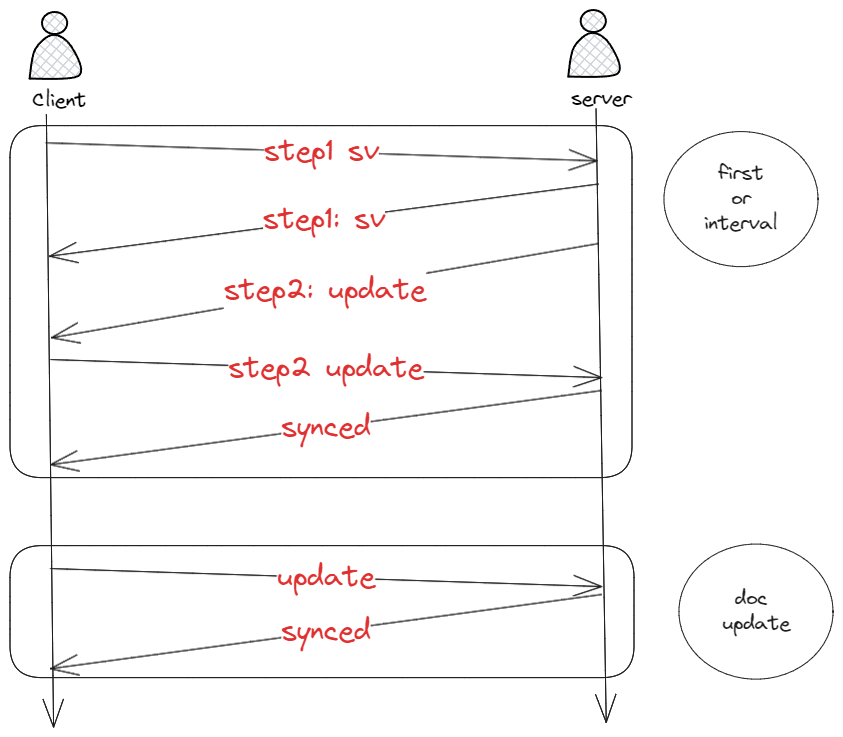 client
server
step1 sv
step1: sv
step2: update
step2 update
synced
first
or
interval
update
synced
doc
update